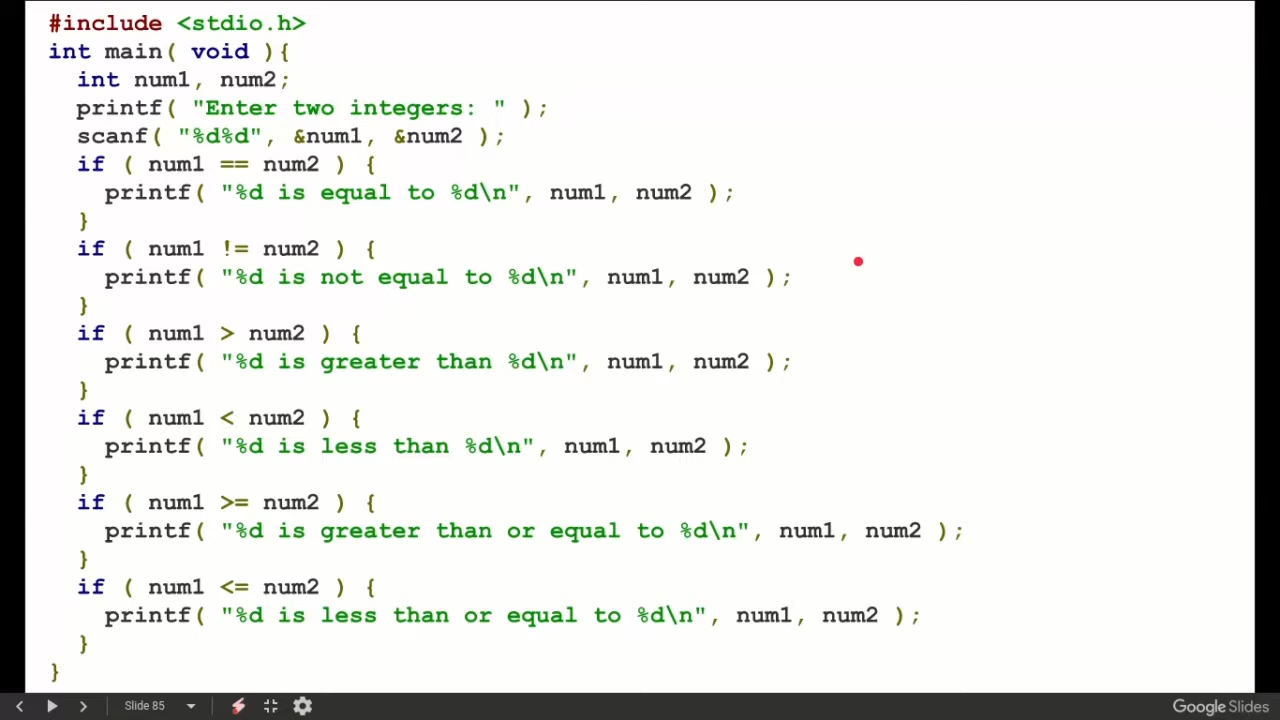 #include <stdio.h>
int main( void ){
  int num1, num2;
  printf( "Enter two integers: " );
  scanf( "%d%d", &num1, &num2 );
  if ( num1 == num2 ) {
    printf( "%d is equal to %d\n", num1, num2 );
  }
  if ( num1 != num2 ) {
    printf( "%d is not equal to %d\n", num1, num2 );
  }
  if ( num1 > num2 ) {
    printf( "%d is greater than %d\n", num1, num2 );
  }
  if ( num1 < num2 ) {
    printf( "%d is less than %d\n", num1, num2 );
  }
  if ( num1 >= num2 ) {
    printf( "%d is greater than or equal to %d\n", num1, num2 );
  }
  if ( num1 <= num2 ) {
    printf( "%d is less than or equal to %d\n", num1, num2 );
  }
}
Slide 85
Google Slides